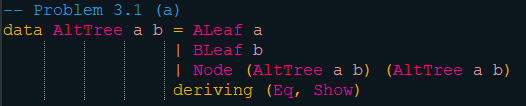 -- Problem 3.1 (a)
data AltTree a b = ALeaf a
| BLeaf b
| Node (AltTree a b) (AltTree a b)
deriving (Eq, Show)